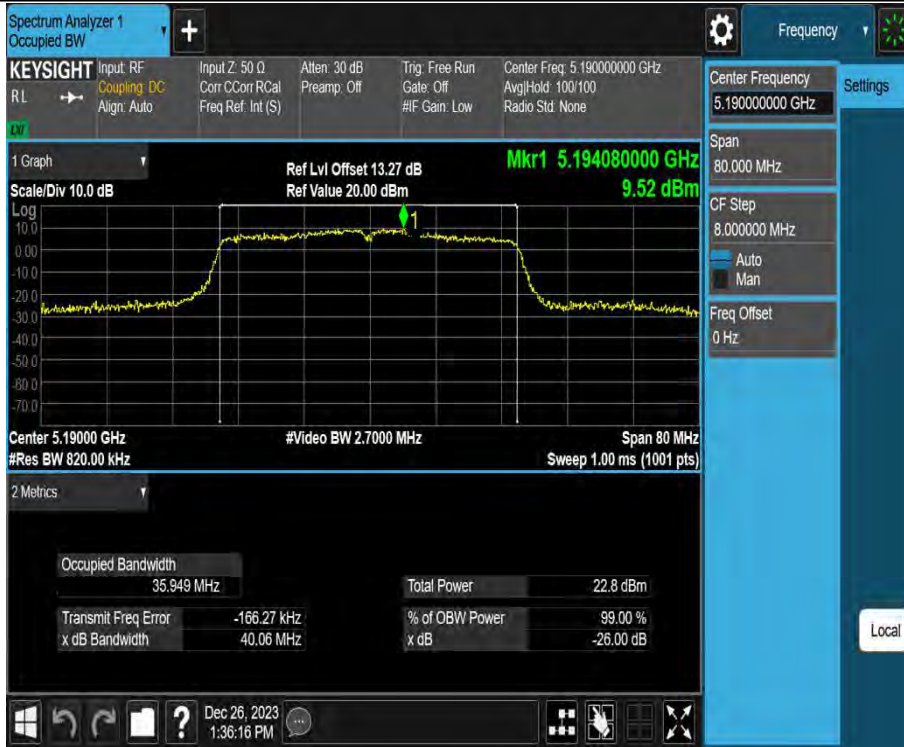 Spectrum Analyzer 1
Occupied BW
+
Frequency
KEYSIGHT
R L
LXI
Input: RF
Coupling: DC
Align: Auto
Input Z: 50 Ω
Corr CCorr RCal
Freq Ref: Int (S)
Atten: 30 dB
Preamp: Off
Trig: Free Run
Gate: Off
#IF Gain: Low
Center Freq: 5.190000000 GHz
Avg|Hold: 100/100
Radio Std: None
Center Frequency
5.190000000 GHz
Settings
Span
80.000 MHz
CF Step
8.000000 MHz
Auto
Man
Freq Offset
0 Hz
Local
1 Graph
Scale/Div 10.0 dB
Ref Lvl Offset 13.27 dB
Ref Value 20.00 dBm
Mkr1 5.194080000 GHz
9.52 dBm
Log
10.0
0.00
-10.0
-20.0
-30.0
-40.0
-50.0
-60.0
-70.0
1
Center 5.19000 GHz
#Res BW 820.00 kHz
#Video BW 2.7000 MHz
Span 80 MHz
Sweep 1.00 ms (1001 pts)
2 Metrics
Occupied Bandwidth
35.949 MHz
Total Power 22.8 dBm
Transmit Freq Error -166.27 kHz
% of OBW Power 99.00 %
x dB Bandwidth 40.06 MHz
x dB -26.00 dB
?
Dec 26, 2023
1:36:16 PM